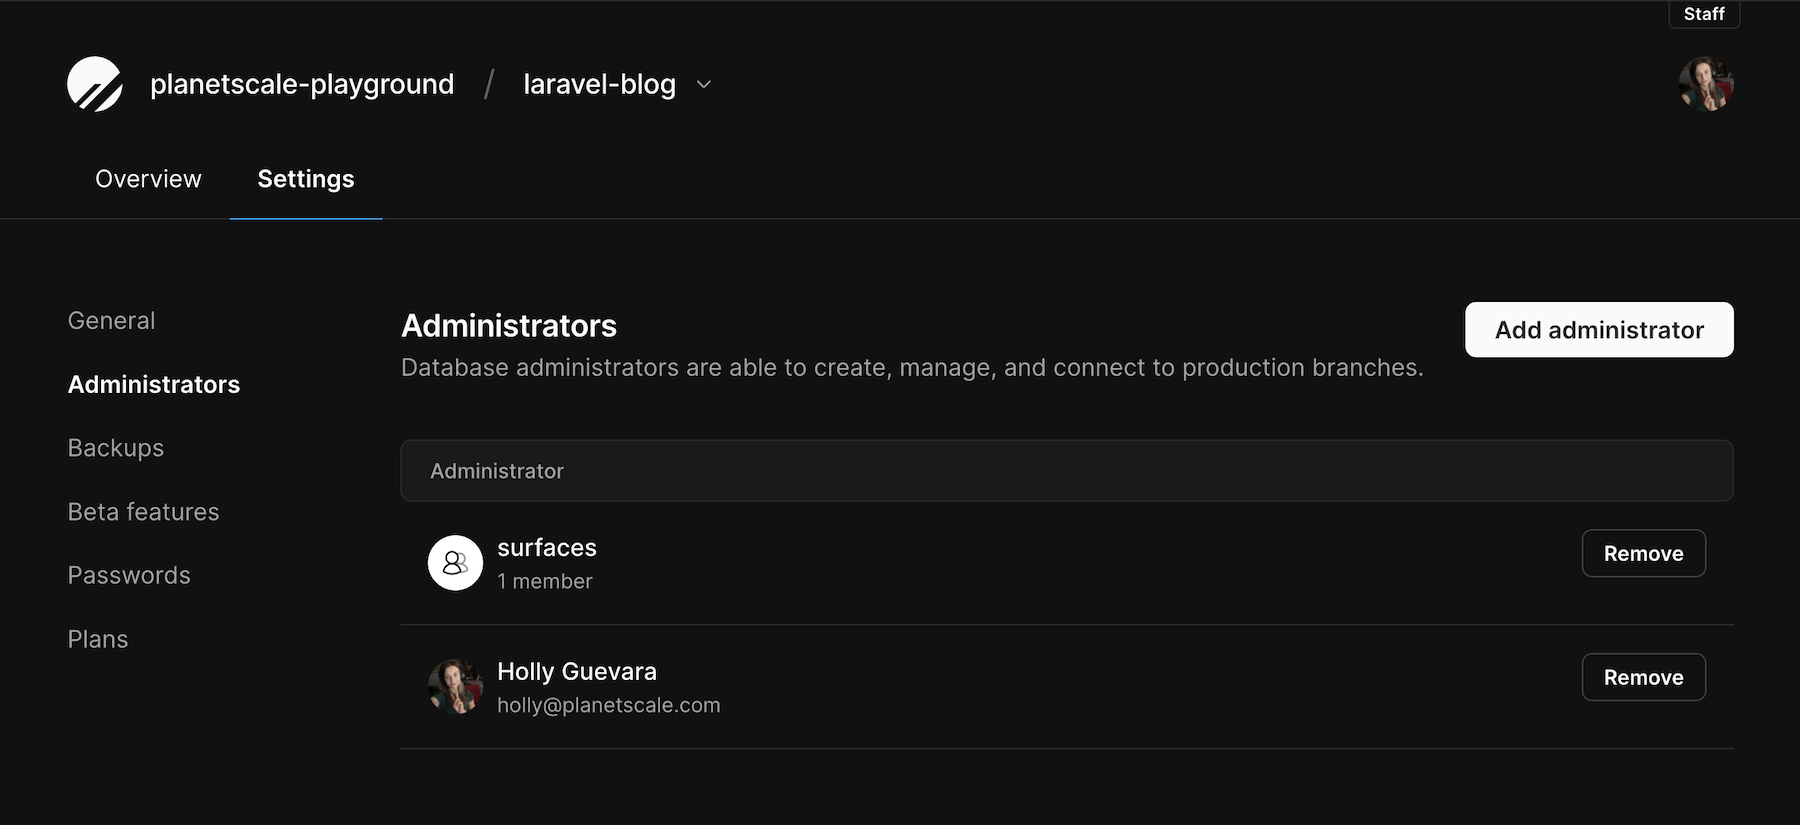 Staff
planetscale-playground / laravel-blog
Overview Settings
General
Administrators
Backups
Beta features
Passwords
Plans
Administrators
Add administrator
Database administrators are able to create, manage, and connect to production branches.
Administrator
surfaces
1 member
Remove
Holly Guevara
holly@planetscale.com
Remove